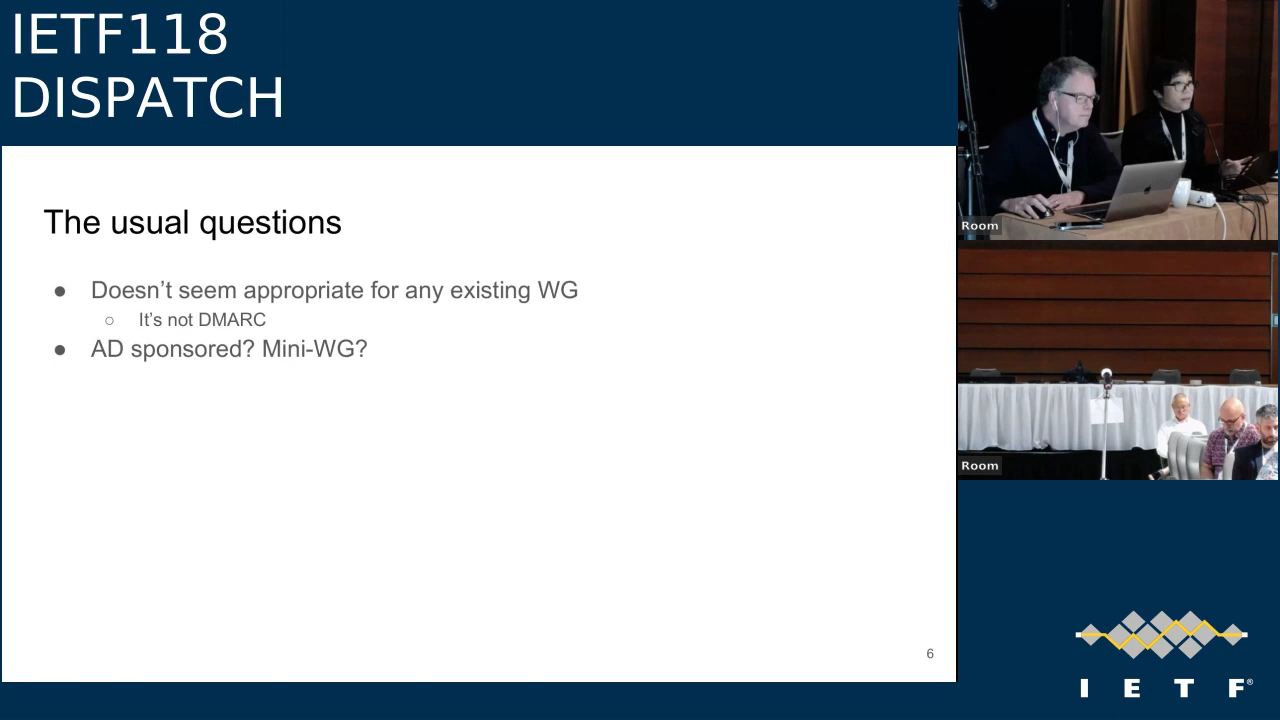 IETF118
DISPATCH
The usual questions
● Doesn’t seem appropriate for any existing WG
○ It’s not DMARC
● AD sponsored? Mini-WG?
6
Room
Room
I E T F®